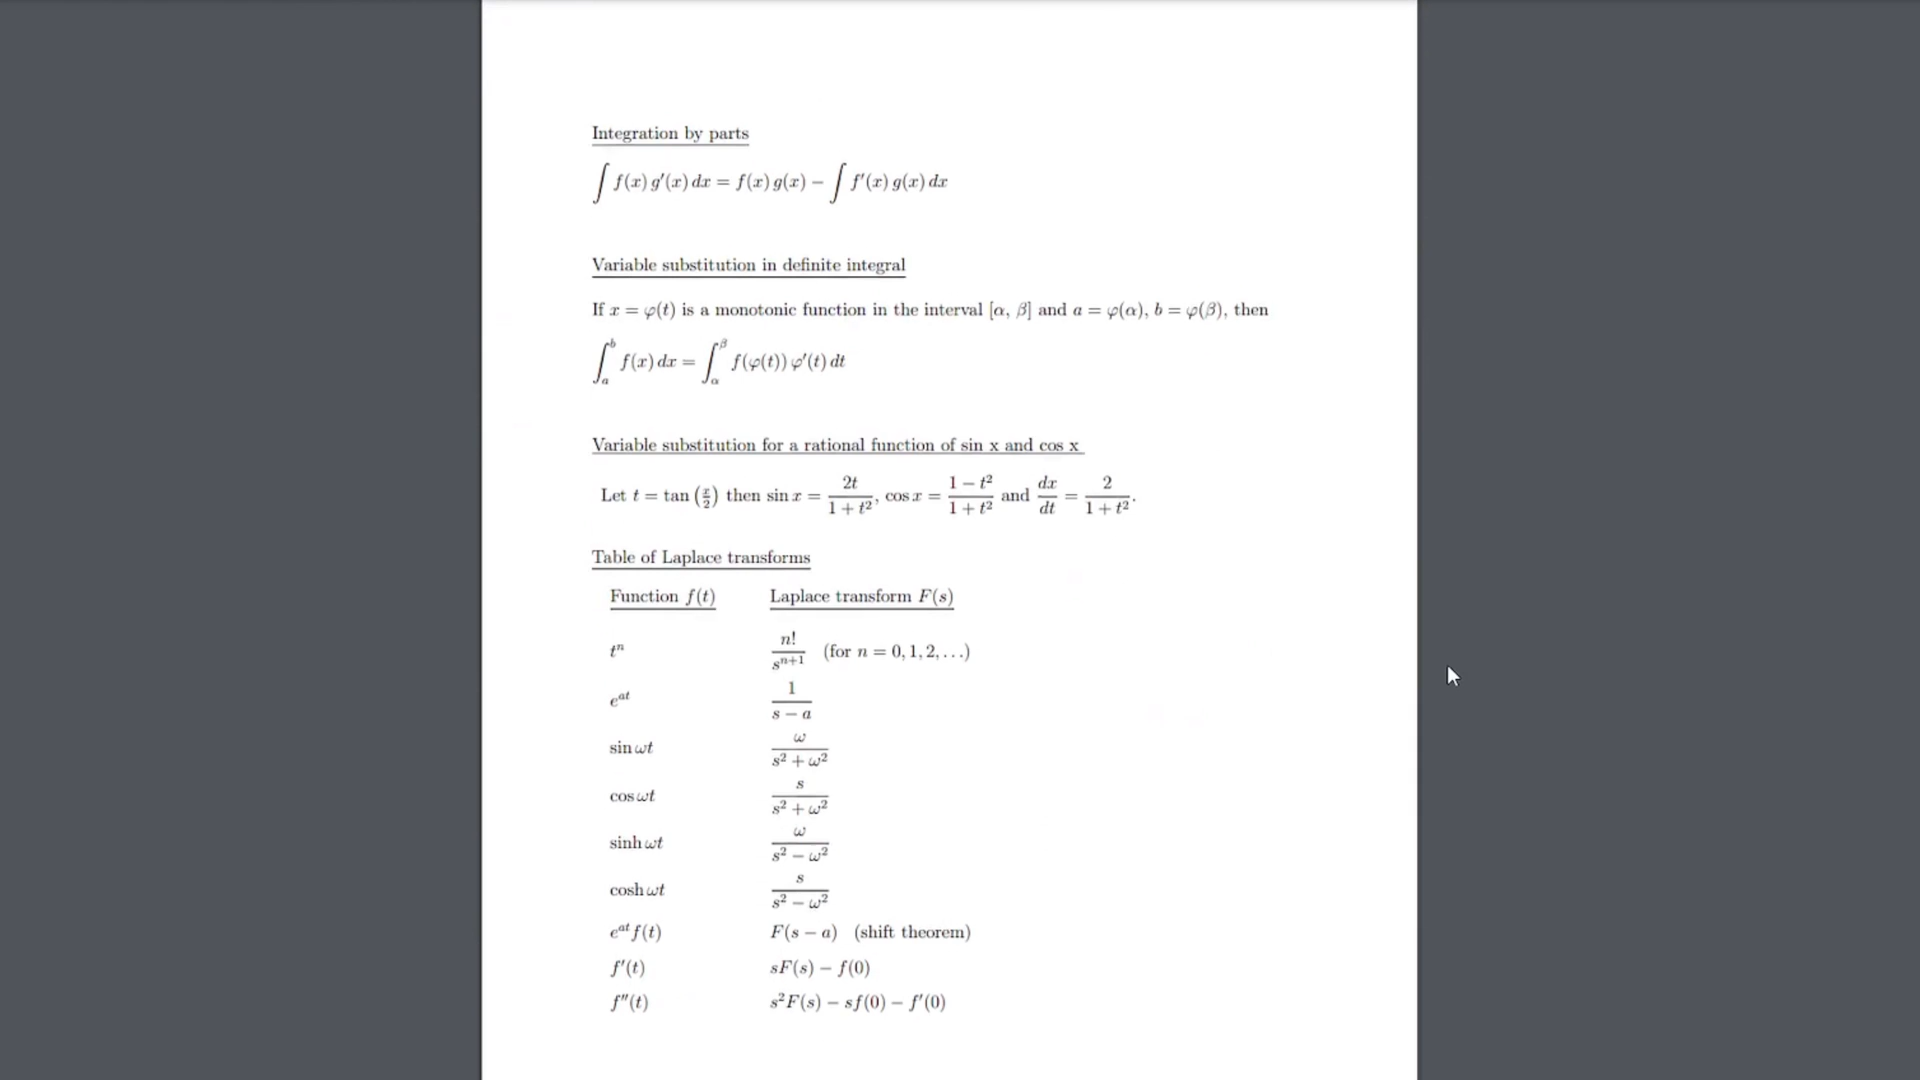 Integration by parts
∫ f(x) g′(x) dx = f(x) g(x) − ∫ f′(x) g(x) dx
Variable substitution in definite integral
If x = φ(t) is a monotonic function in the interval [α, β] and a = φ(α), b = φ(β), then
∫_a^b f(x) dx = ∫_α^β f(φ(t)) φ′(t) dt
Variable substitution for a rational function of sin x and cos x
Let t = tan (x/2) then sin x = 2t/(1 + t²), cos x = (1 − t²)/(1 + t²) and dx/dt = 2/(1 + t²).
Table of Laplace transforms
Function f(t) Laplace transform F(s)
tⁿ n!/sⁿ⁺¹ (for n = 0, 1, 2, . . .)
e^{at} 1/(s − a)
sin ωt ω/(s² + ω²)
cos ωt s/(s² + ω²)
sinh ωt ω/(s² − ω²)
cosh ωt s/(s² − ω²)
e^{at} f(t) F(s − a) (shift theorem)
f′(t) sF(s) − f(0)
f″(t) s²F(s) − sf(0) − f′(0)